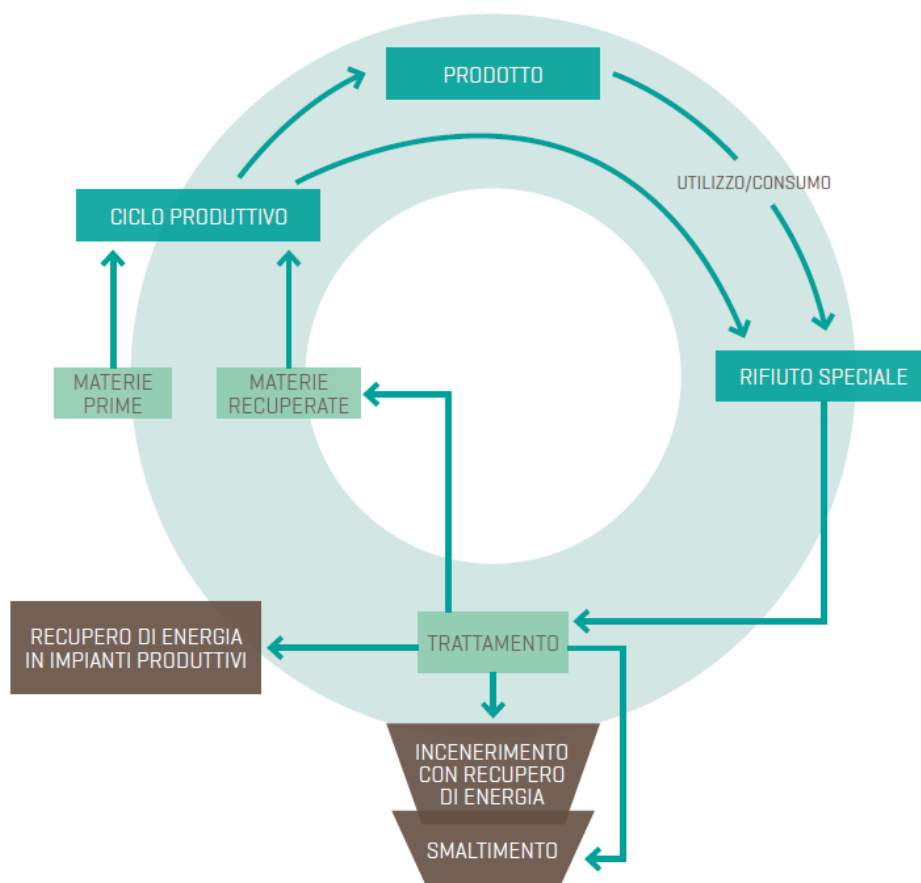 PRODOTTO
UTILIZZO/CONSUMO
CICLO PRODUTTIVO
MATERIE
PRIME
MATERIE
RECUPERATE
RIFIUTO SPECIALE
TRATTAMENTO
RECUPERO DI ENERGIA
IN IMPIANTI PRODUTTIVI
INCENERIMENTO
CON RECUPERO
DI ENERGIA
SMALTIMENTO